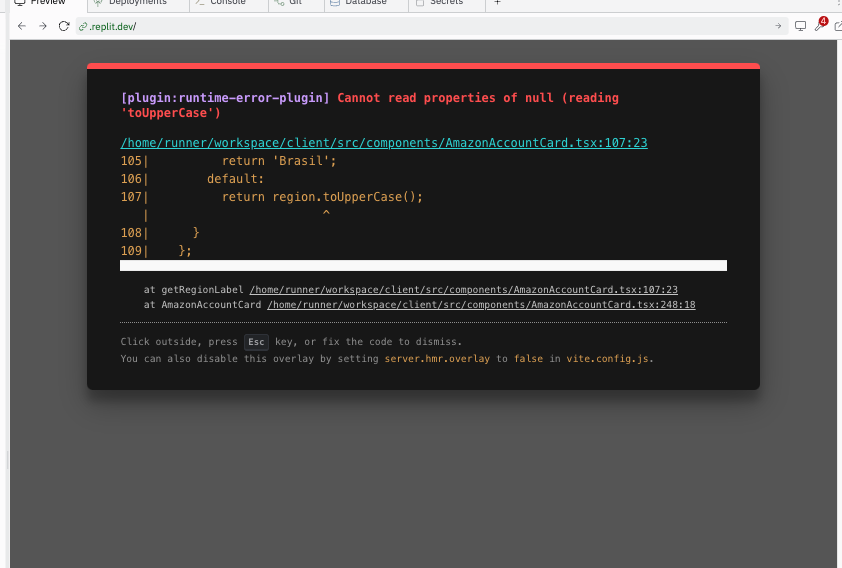 Preview Deployments Console Git Database Secrets +
.replit.dev/
4
[plugin:runtime-error-plugin] Cannot read properties of null (reading
'toUpperCase')
/home/runner/workspace/client/src/components/AmazonAccountCard.tsx:107:23
105|          return 'Brasil';
106|        default:
107|          return region.toUpperCase();
   |                        ^
108|      }
109|    };
at getRegionLabel /home/runner/workspace/client/src/components/AmazonAccountCard.tsx:107:23
at AmazonAccountCard /home/runner/workspace/client/src/components/AmazonAccountCard.tsx:248:18
Click outside, press Esc key, or fix the code to dismiss.
You can also disable this overlay by setting server.hmr.overlay to false in vite.config.js.